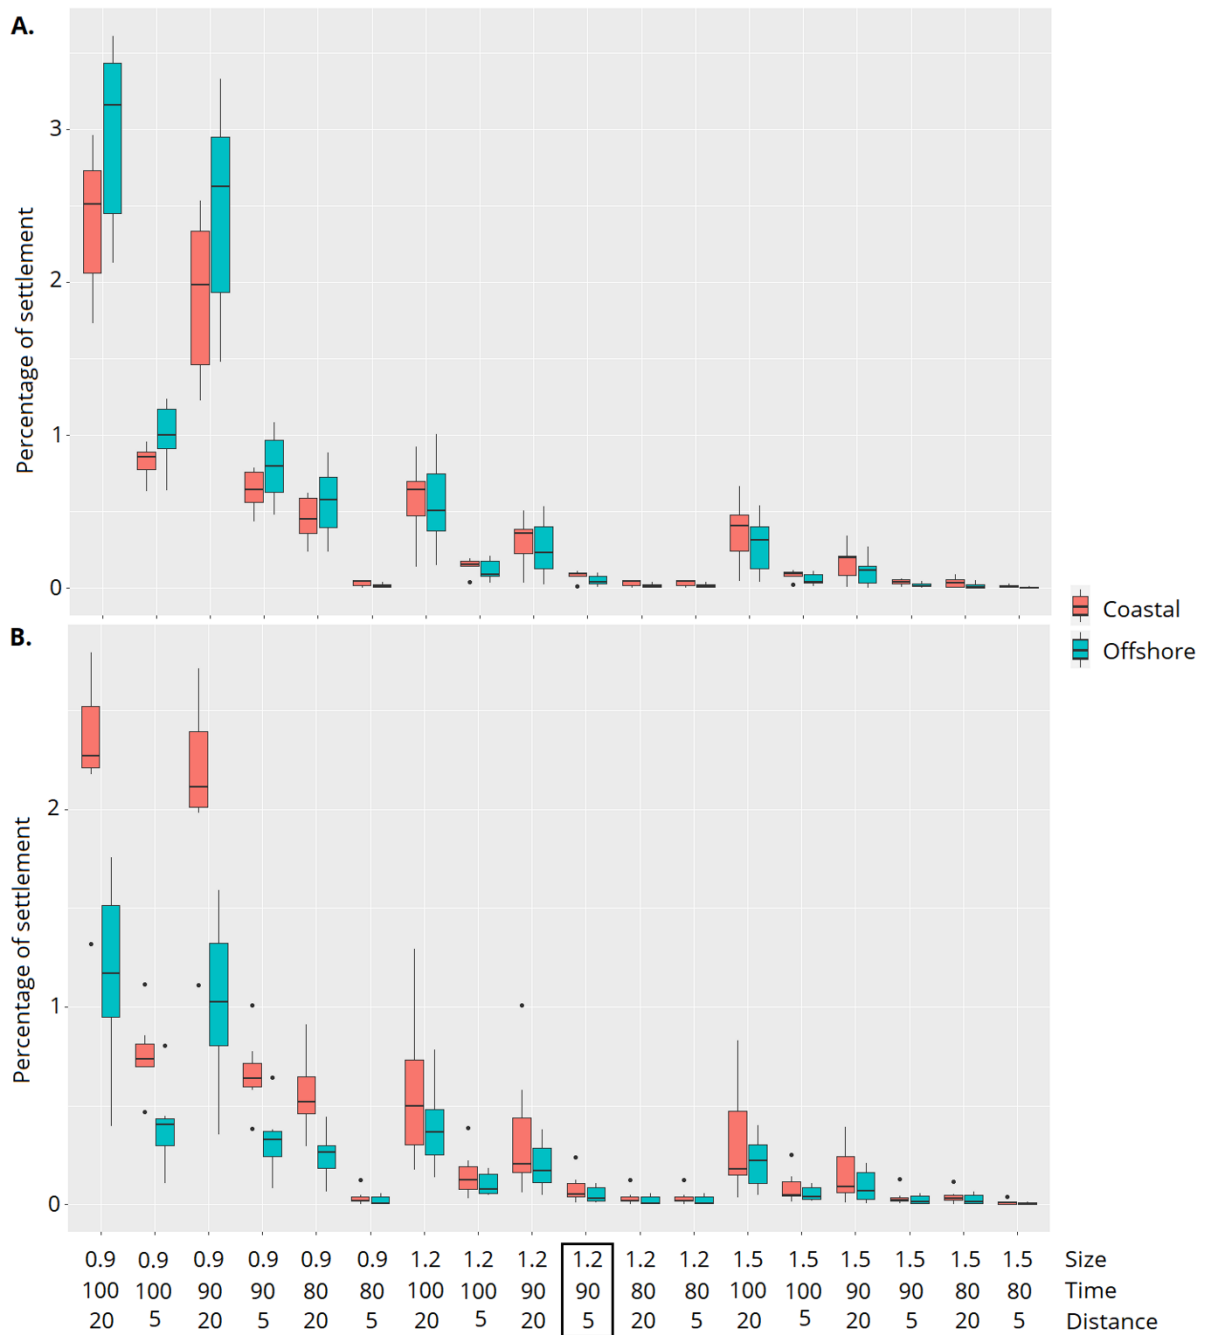 A.
3
2
1
0
Percentage of settlement
Coastal
Offshore
B.
2
1
0
Percentage of settlement
0.9 0.9 0.9 0.9 0.9 0.9 1.2 1.2 1.2 1.2 1.2 1.2 1.5 1.5 1.5 1.5 1.5 1.5 Size
100 100 90 90 80 80 100 100 90 90 80 80 100 100 90 90 80 80 Time
20 5 20 5 20 5 20 5 20 5 20 5 20 5 20 5 20 5 Distance